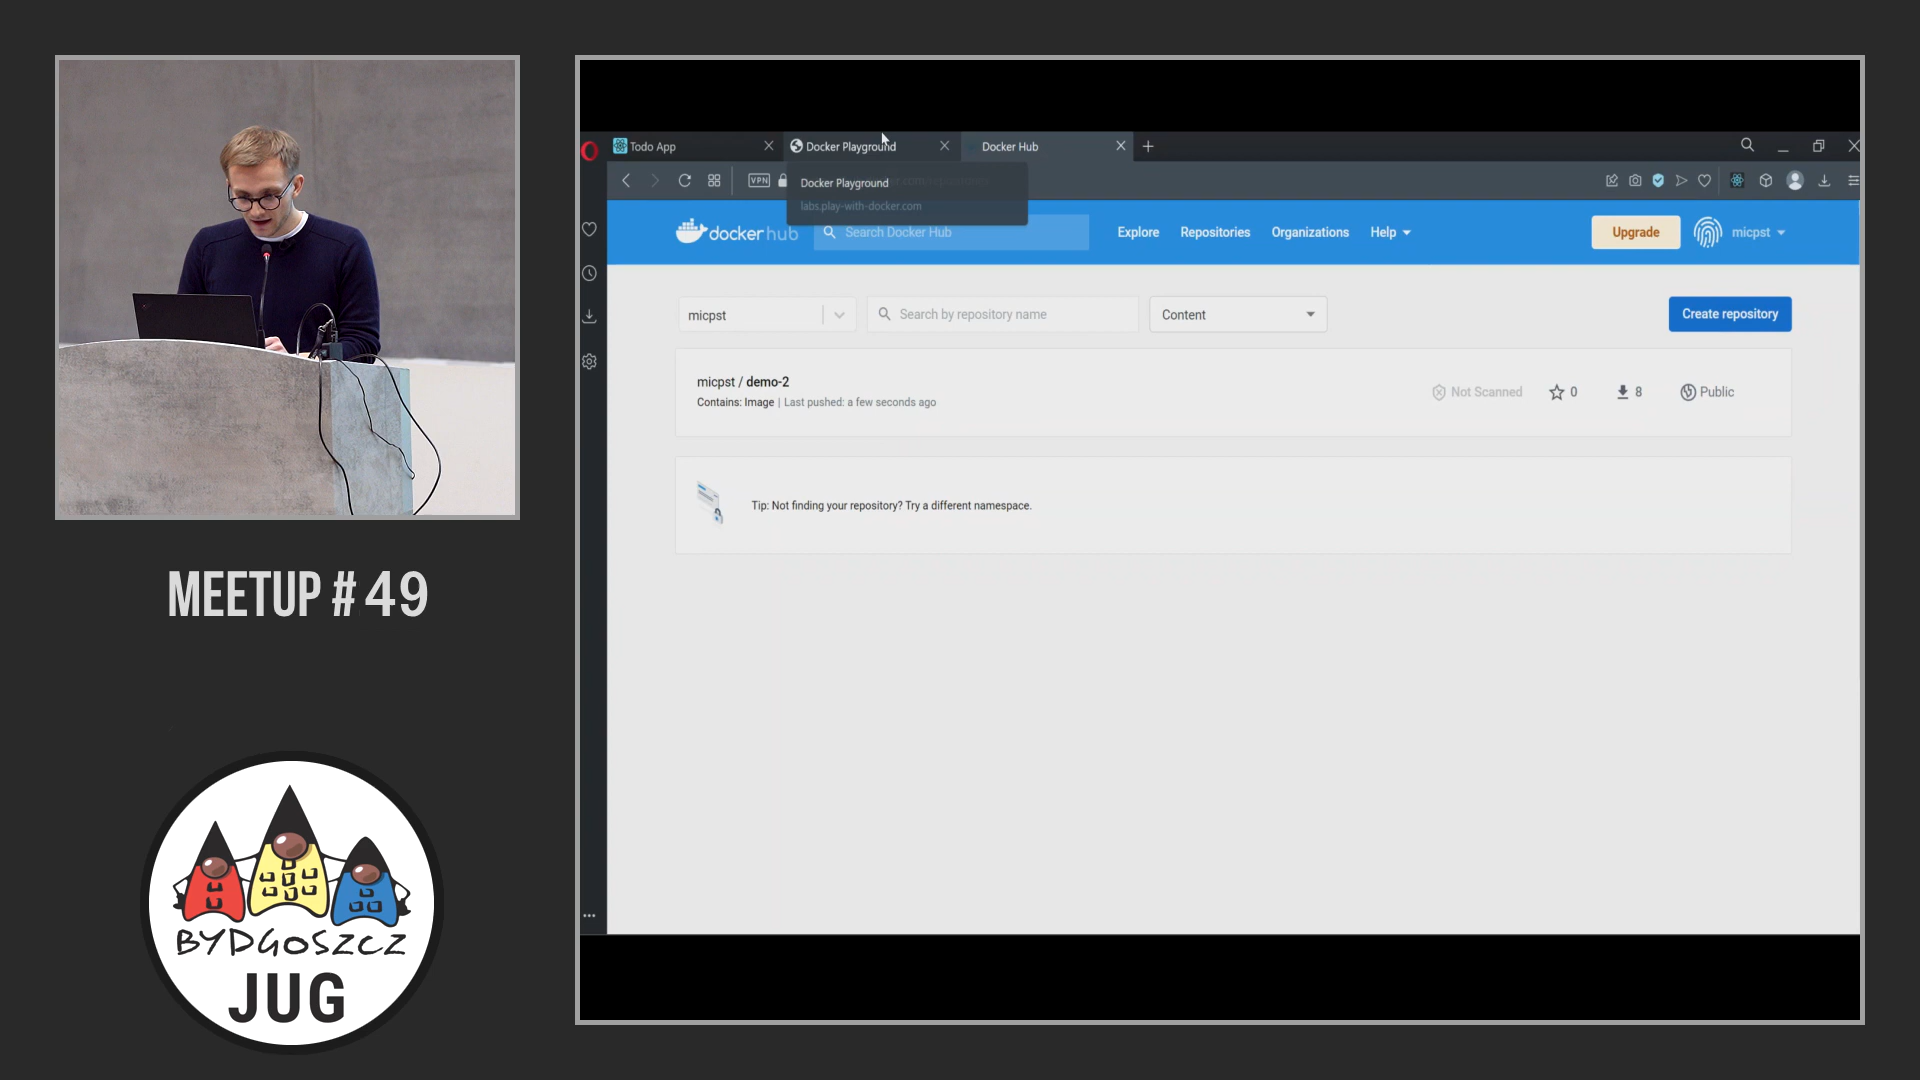 Todo App
Docker Playground
Docker Hub
VPN
Docker Playground
labs.play-with-docker.com
docker hub
Search Docker Hub
Explore
Repositories
Organizations
Help
Upgrade
micpst
micpst
Search by repository name
Content
Create repository
micpst / demo-2
Contains: Image | Last pushed: a few seconds ago
Not Scanned
0
8
Public
Tip: Not finding your repository? Try a different namespace.
MEETUP # 49
BYDGOSZCZ
JUG